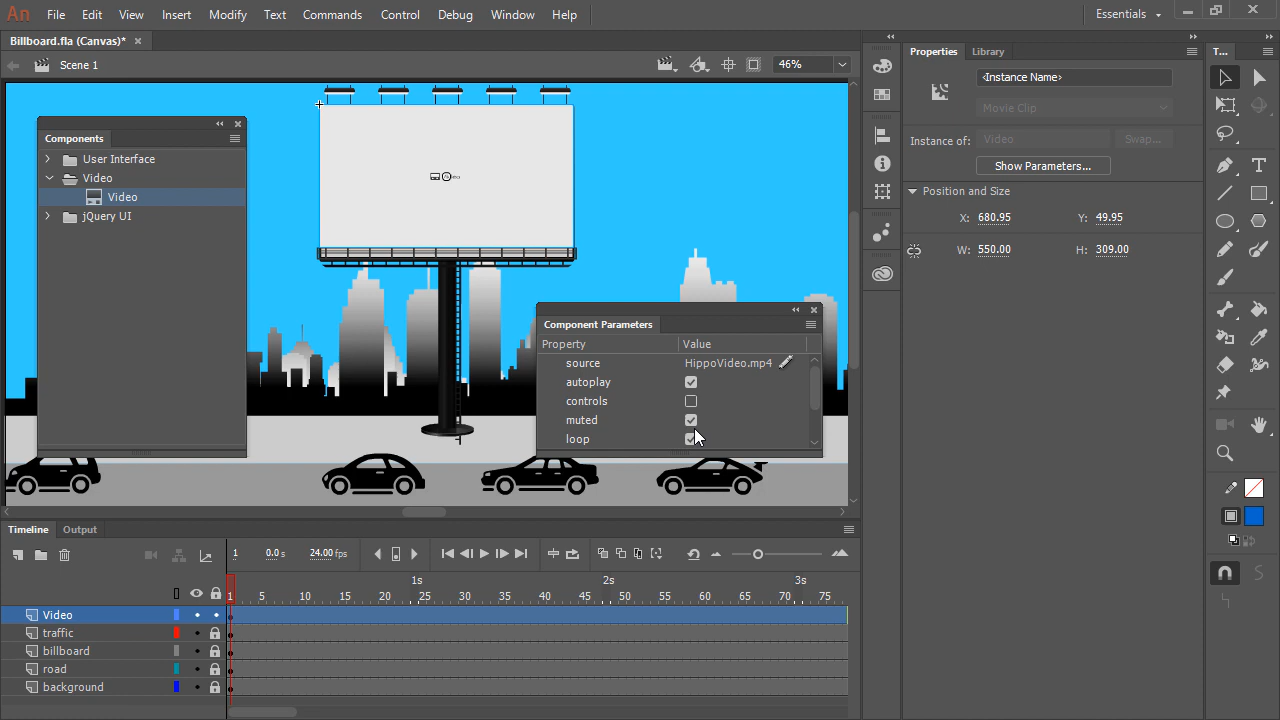 An File Edit View Insert Modify Text Commands Control Debug Window Help Essentials
Billboard.fla (Canvas)*
Scene 1 46%
Properties Library T...
<Instance Name>
Movie Clip
Instance of: Video Swap...
Show Parameters...
Position and Size
X: 680.95 Y: 49.95
W: 550.00 H: 309.00
Components
User Interface
Video
Video
jQuery UI
Component Parameters
Property Value
source HippoVideo.mp4
autoplay
controls
muted
loop
Timeline Output
1 0.0 s 24.00 fps
1s 2s 3s
1 5 10 15 20 25 30 35 40 45 50 55 60 65 70 75
Video
traffic
billboard
road
background